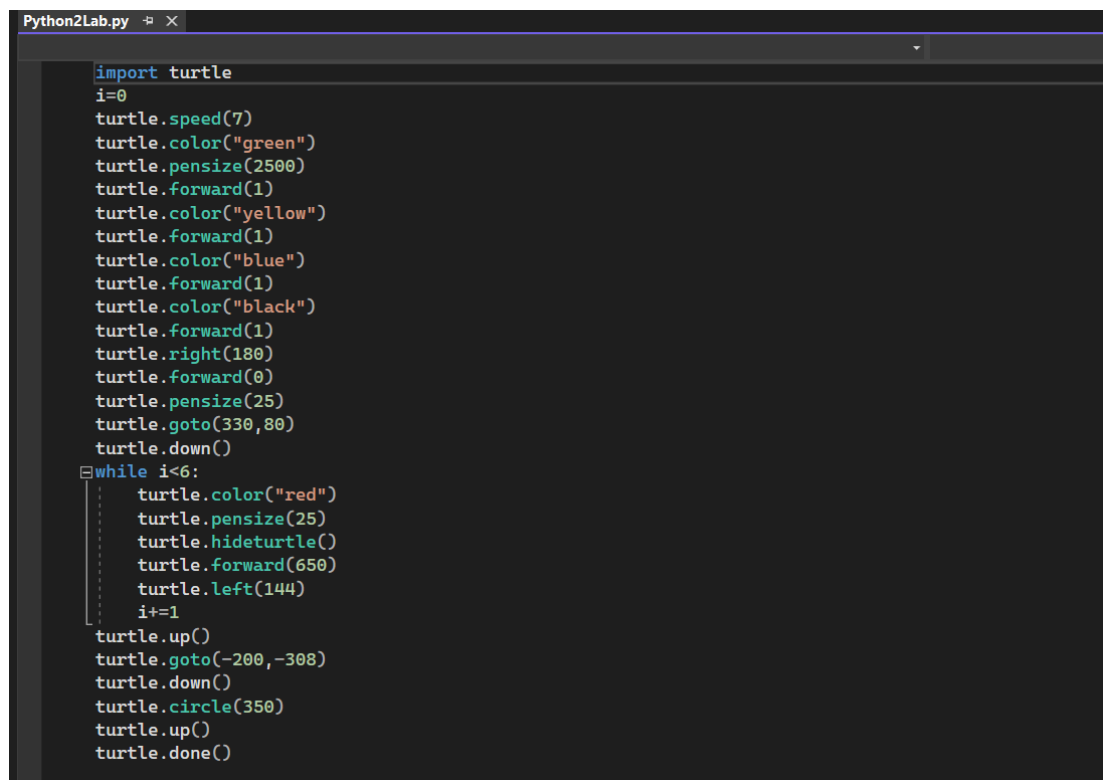 Python2Lab.py
import turtle
i=0
turtle.speed(7)
turtle.color("green")
turtle.pensize(2500)
turtle.forward(1)
turtle.color("yellow")
turtle.forward(1)
turtle.color("blue")
turtle.forward(1)
turtle.color("black")
turtle.forward(1)
turtle.right(180)
turtle.forward(0)
turtle.pensize(25)
turtle.goto(330,80)
turtle.down()
while i<6:
    turtle.color("red")
    turtle.pensize(25)
    turtle.hideturtle()
    turtle.forward(650)
    turtle.left(144)
    i+=1
turtle.up()
turtle.goto(-200,-308)
turtle.down()
turtle.circle(350)
turtle.up()
turtle.done()